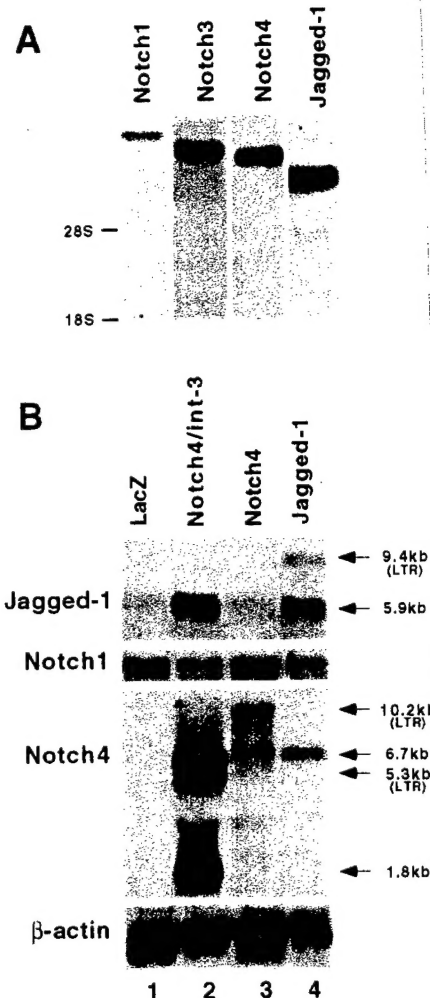 A
Notch1
Notch3
Notch4
Jagged-1
28S
18S
B
LacZ
Notch4/int-3
Notch4
Jagged-1
9.4kb
(LTR)
Jagged-1
5.9kb
Notch1
10.2kb
(LTR)
Notch4
6.7kb
5.3kb
(LTR)
1.8kb
β-actin
1 2 3 4